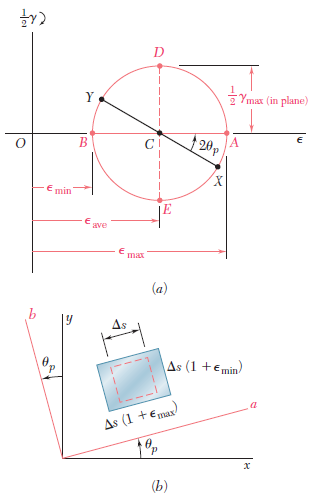 ½ γ
D
Y
½ γmax (in plane)
O
B
C
2θp
A
ϵ
X
ϵmin
E
ϵave
ϵmax
(a)
b
y
Δs
θp
Δs (1 + ϵmin)
Δs (1 + ϵmax)
a
θp
x
(b)